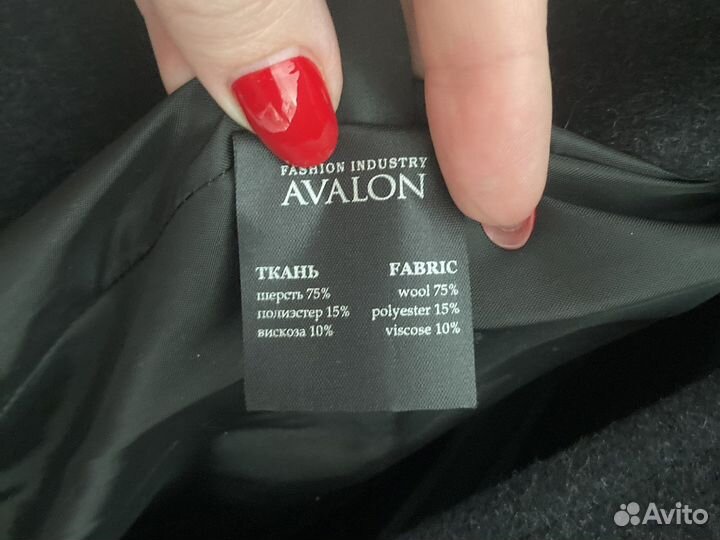 FASHION INDUSTRY
AVALON
ТКАНЬ
шерсть 75%
полиэстер 15%
вискоза 10%
FABRIC
wool 75%
polyester 15%
viscose 10%
Avito